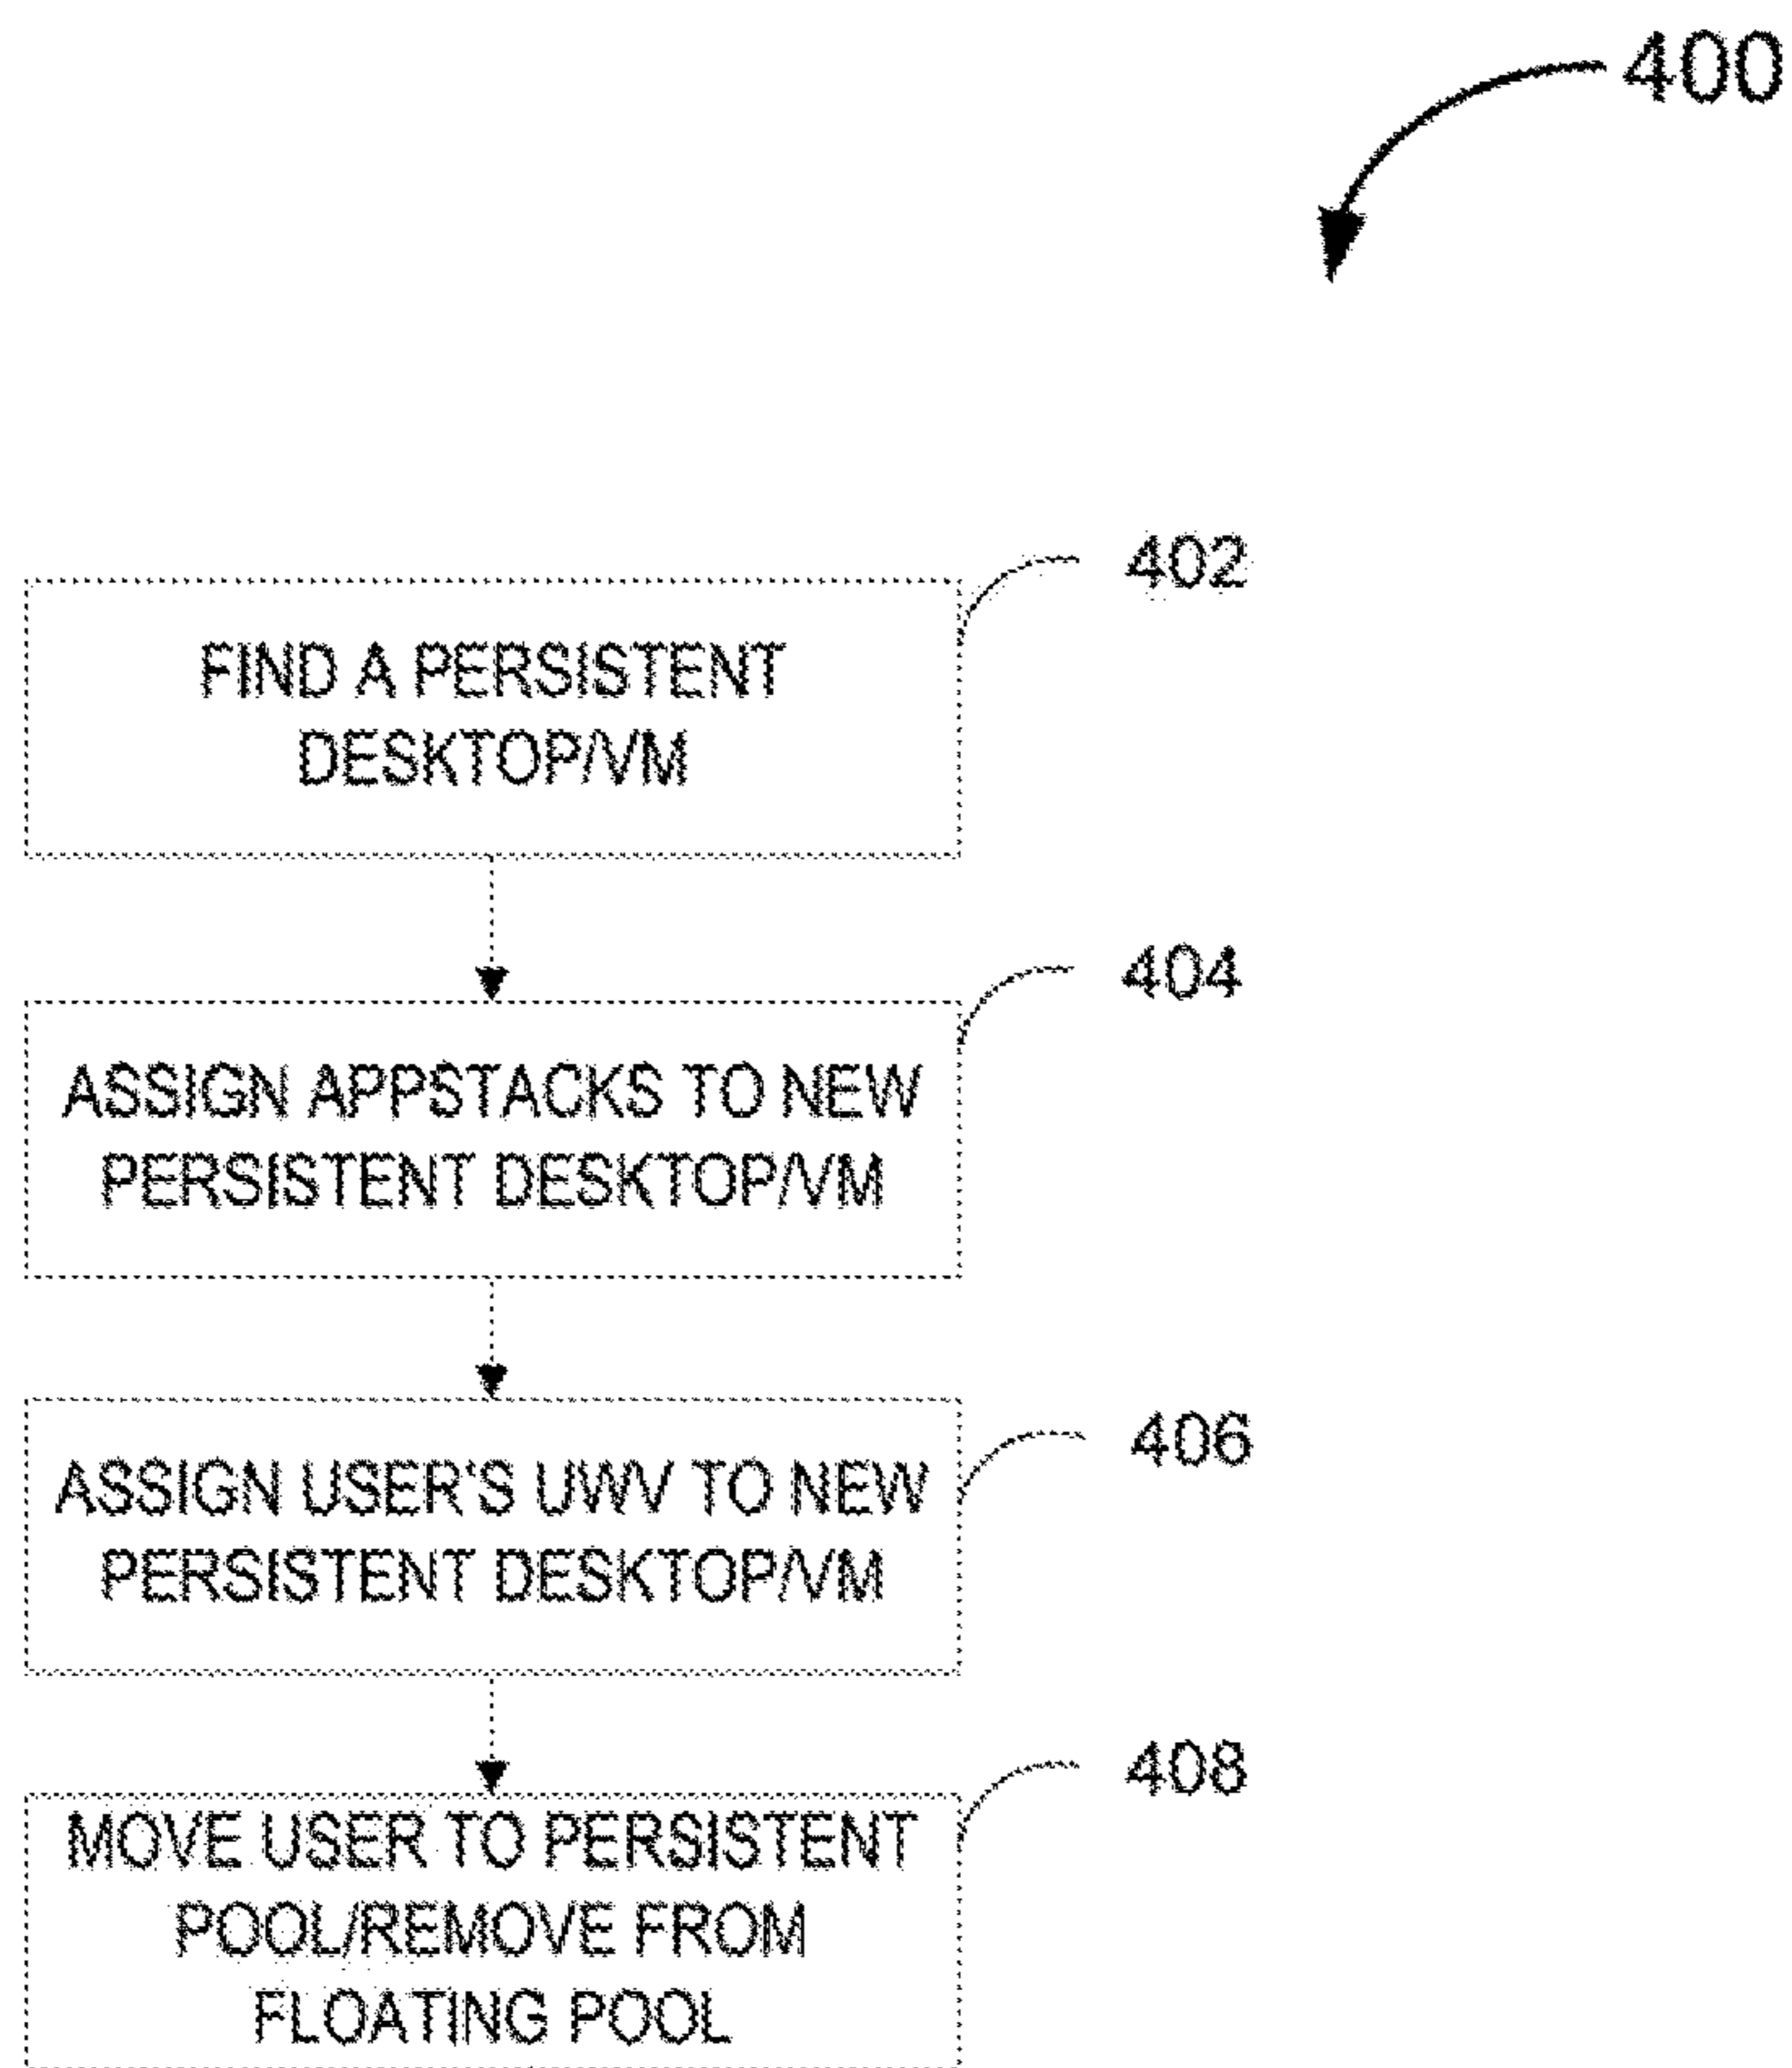 400
402
FIND A PERSISTENT
DESKTOP/VM
404
ASSIGN APPSTACKS TO NEW
PERSISTENT DESKTOP/VM
406
ASSIGN USER'S UWV TO NEW
PERSISTENT DESKTOP/VM
408
MOVE USER TO PERSISTENT
POOL/REMOVE FROM
FLOATING POOL